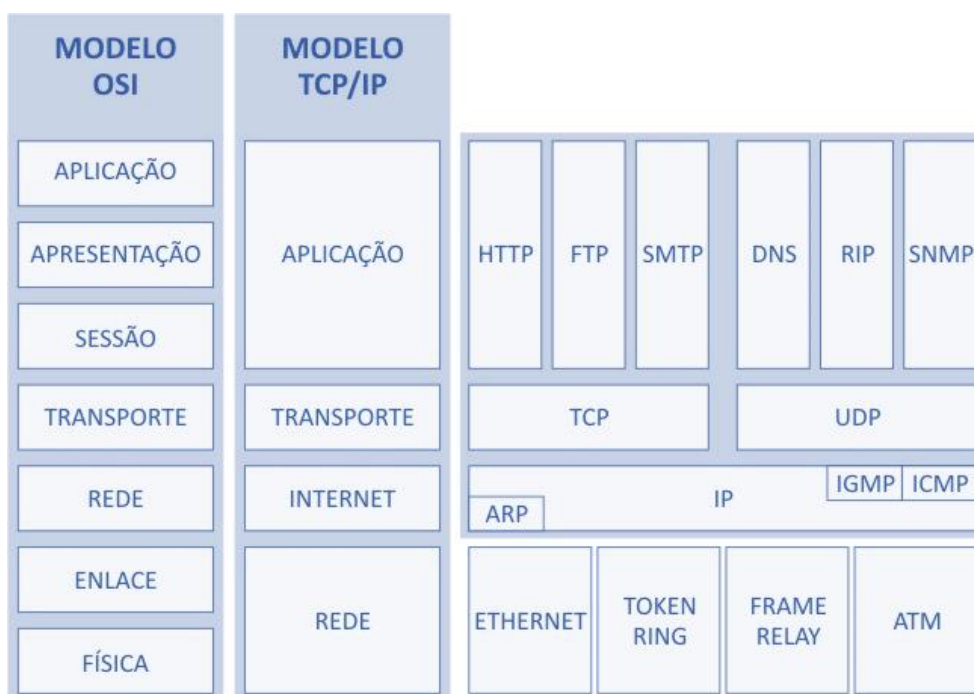 MODELO
OSI
MODELO
TCP/IP
APLICAÇÃO
APRESENTAÇÃO
SESSÃO
APLICAÇÃO
HTTP
FTP
SMTP
DNS
RIP
SNMP
TRANSPORTE
TRANSPORTE
TCP
UDP
REDE
INTERNET
ARP
IP
IGMP
ICMP
ENLACE
FÍSICA
REDE
ETHERNET
TOKEN
RING
FRAME
RELAY
ATM